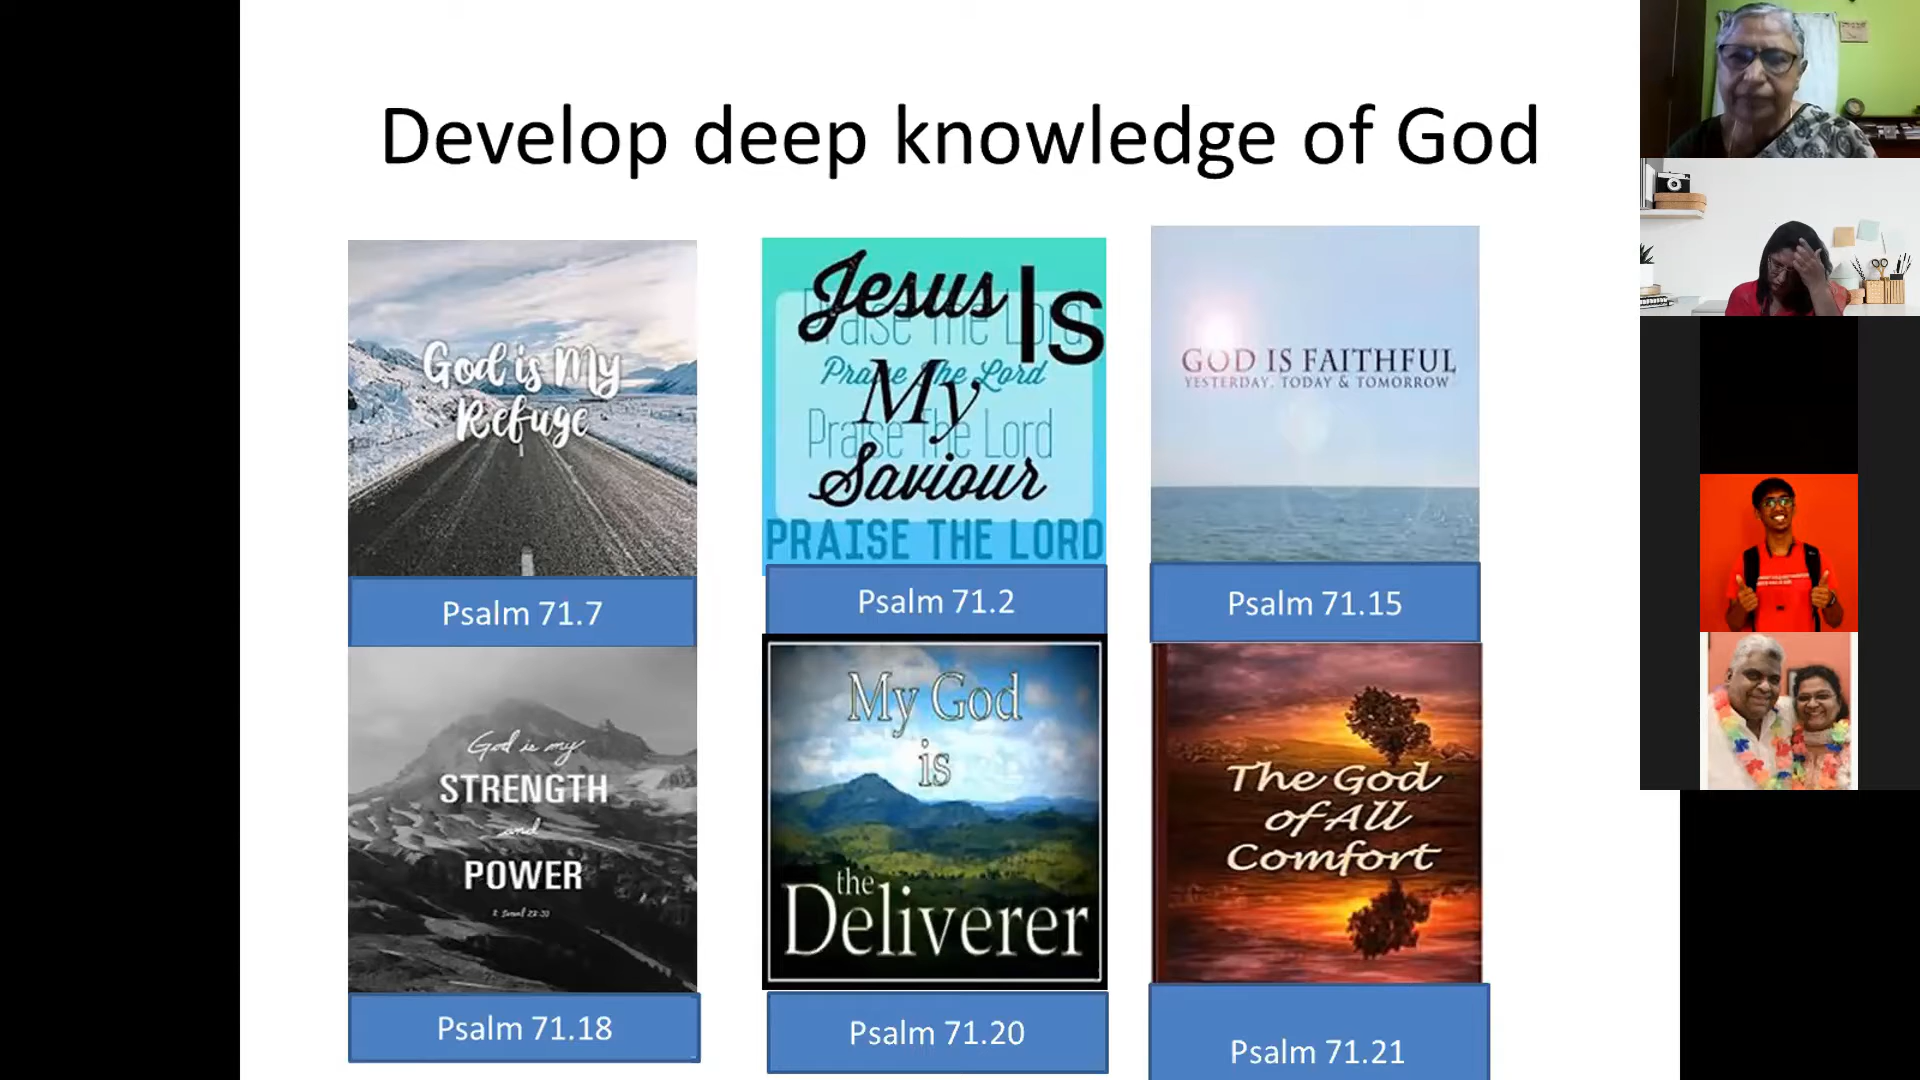 Develop deep knowledge of God
God is My
Refuge
Psalm 71.7
Jesus Is
Praise The Lord
Praise The Lord
My
Praise The Lord
Saviour
PRAISE THE LORD
Psalm 71.2
GOD IS FAITHFUL
YESTERDAY, TODAY & TOMORROW
Psalm 71.15
God is my
STRENGTH
and
POWER
Psalm 71.18
My God
is
the
Deliverer
Psalm 71.20
The God
of All
Comfort
Psalm 71.21